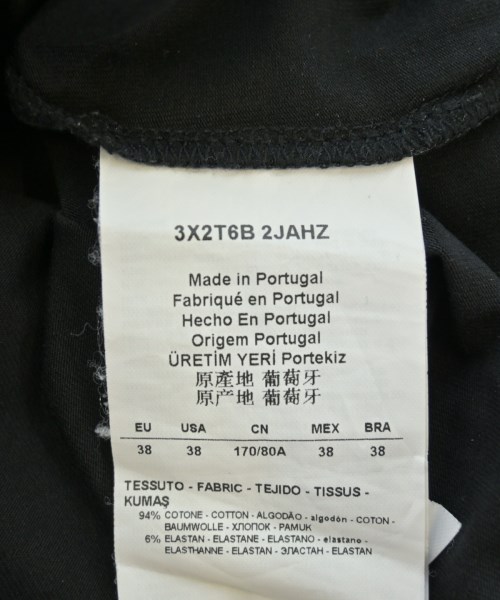 3X2T6B 2JAHZ
Made in Portugal
Fabriqué en Portugal
Hecho En Portugal
Origem Portugal
ÜRETİM YERİ Portekiz
原產地 葡萄牙
原产地 葡萄牙
EU USA CN MEX BRA
38 38 170/80A 38 38
TESSUTO - FABRIC - TEJIDO - TISSUS -
KUMAŞ
94% COTONE - COTTON - ALGODÃO - algodón - COTON -
BAUMWOLLE - ХЛОПОК - PAMUK
6% ELASTAN - ELASTANE - ELASTANO - elastano -
ELASTHANNE - ELASTAN - ЭЛАСТАН - ELASTAN